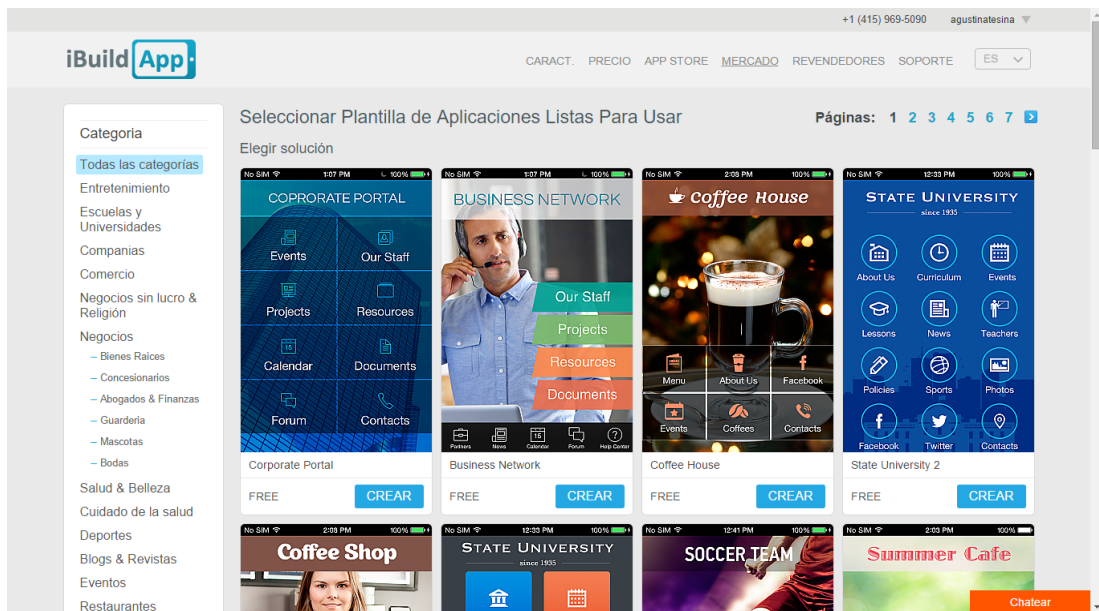 +1 (415) 969-5090 agustinatesina
iBuild App
CARACT. PRECIO APP STORE MERCADO REVENDEDORES SOPORTE ES
Categoria
Todas las categorías
Entretenimiento
Escuelas y
Universidades
Companias
Comercio
Negocios sin lucro &
Religión
Negocios
– Bienes Raices
– Concesionarios
– Abogados & Finanzas
– Guarderia
– Mascotas
– Bodas
Salud & Belleza
Cuidado de la salud
Deportes
Blogs & Revistas
Eventos
Restaurantes
Seleccionar Plantilla de Aplicaciones Listas Para Usar
Páginas: 1 2 3 4 5 6 7
Elegir solución
No SIM 1:07 PM 100%
COPRORATE PORTAL
Events Our Staff
Projects Resources
Calendar Documents
Forum Contacts
Corporate Portal
FREE CREAR
No SIM 1:07 PM 100%
BUSINESS NETWORK
Our Staff
Projects
Resources
Documents
Partners News Calendar Forum Help Center
Business Network
FREE CREAR
No SIM 2:08 PM 100%
Coffee House
Menu About Us Facebook
Events Coffees Contacts
Coffee House
FREE CREAR
No SIM 12:33 PM 100%
STATE UNIVERSITY
since 1935
About Us Curriculum Events
Lessons News Teachers
Policies Sports Photos
Facebook Twitter Contacts
State University 2
FREE CREAR
No SIM 2:08 PM 100%
Coffee Shop
No SIM 12:33 PM 100%
STATE UNIVERSITY
since 1935
No SIM 12:41 PM 100%
SOCCER TEAM
No SIM 2:03 PM 100%
Summer Cafe
Chatear